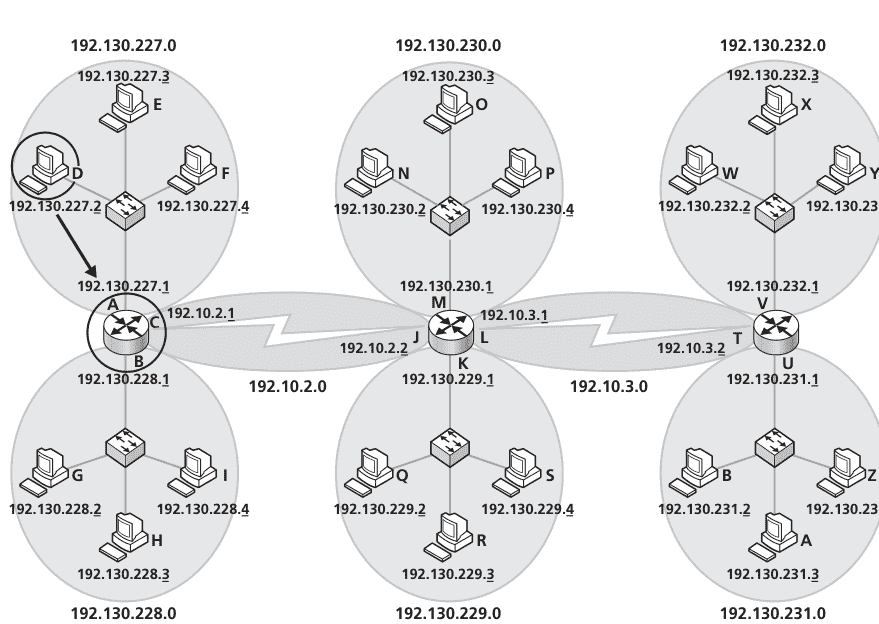 192.130.227.0 192.130.230.0 192.130.232.0
192.130.227.3 192.130.230.3 192.130.232.3
E O X
D F N P W Y
192.130.227.2 192.130.227.4 192.130.230.2 192.130.230.4 192.130.232.2 192.130.23
192.130.227.1 192.130.230.1 192.130.232.1
A M V
C 192.10.2.1 192.10.3.1
J L T
192.10.2.2 192.10.3.2
B K U
192.130.228.1 192.130.229.1 192.130.231.1
192.10.2.0 192.10.3.0
G I Q S B Z
192.130.228.2 192.130.228.4 192.130.229.2 192.130.229.4 192.130.231.2 192.130.23
H R A
192.130.228.3 192.130.229.3 192.130.231.3
192.130.228.0 192.130.229.0 192.130.231.0